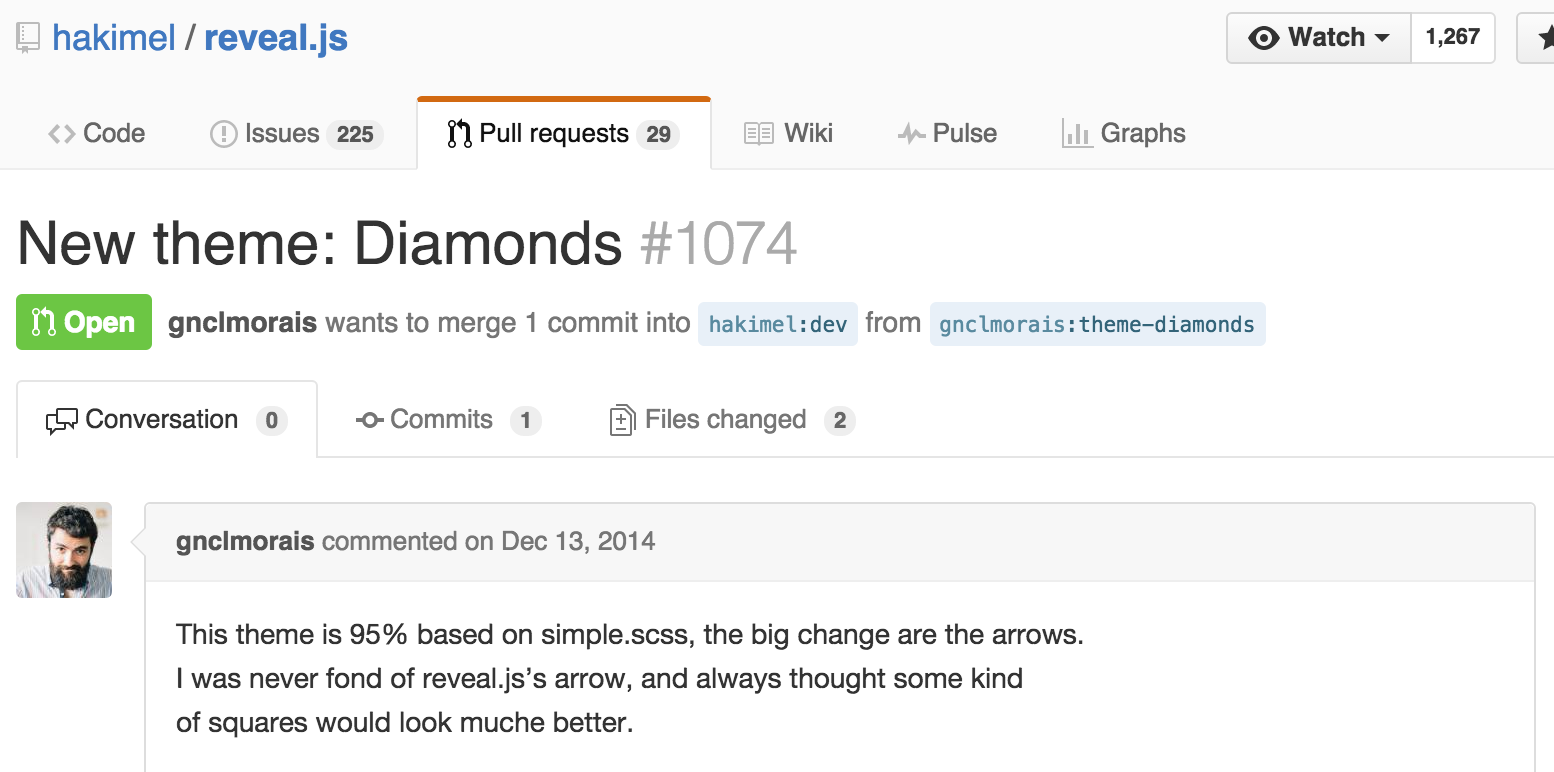 hakimel / reveal.js
Watch 1,267
Code Issues 225 Pull requests 29 Wiki Pulse Graphs
New theme: Diamonds #1074
Open gnclmorais wants to merge 1 commit into hakimel:dev from gnclmorais:theme-diamonds
Conversation 0 Commits 1 Files changed 2
gnclmorais commented on Dec 13, 2014
This theme is 95% based on simple.scss, the big change are the arrows.
I was never fond of reveal.js’s arrow, and always thought some kind
of squares would look muche better.